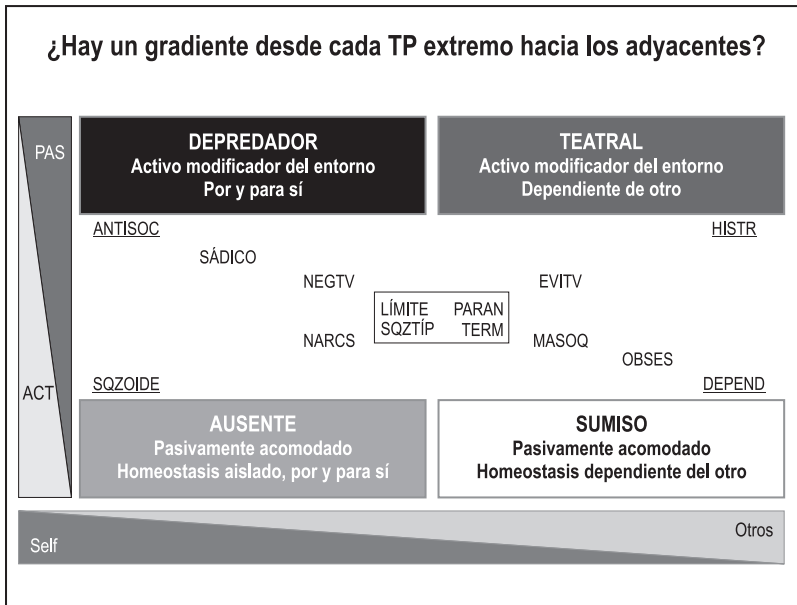 ¿Hay un gradiente desde cada TP extremo hacia los adyacentes?
PAS
DEPREDADOR
Activo modificador del entorno
Por y para sí
TEATRAL
Activo modificador del entorno
Dependiente de otro
ANTISOC
HISTR
SÁDICO
NEGTV
EVITV
LÍMITE PARAN
SQZTÍP TERM
NARCS
MASOQ
OBSES
ACT
SQZOIDE
DEPEND
AUSENTE
Pasivamente acomodado
Homeostasis aislado, por y para sí
SUMISO
Pasivamente acomodado
Homeostasis dependiente del otro
Self
Otros